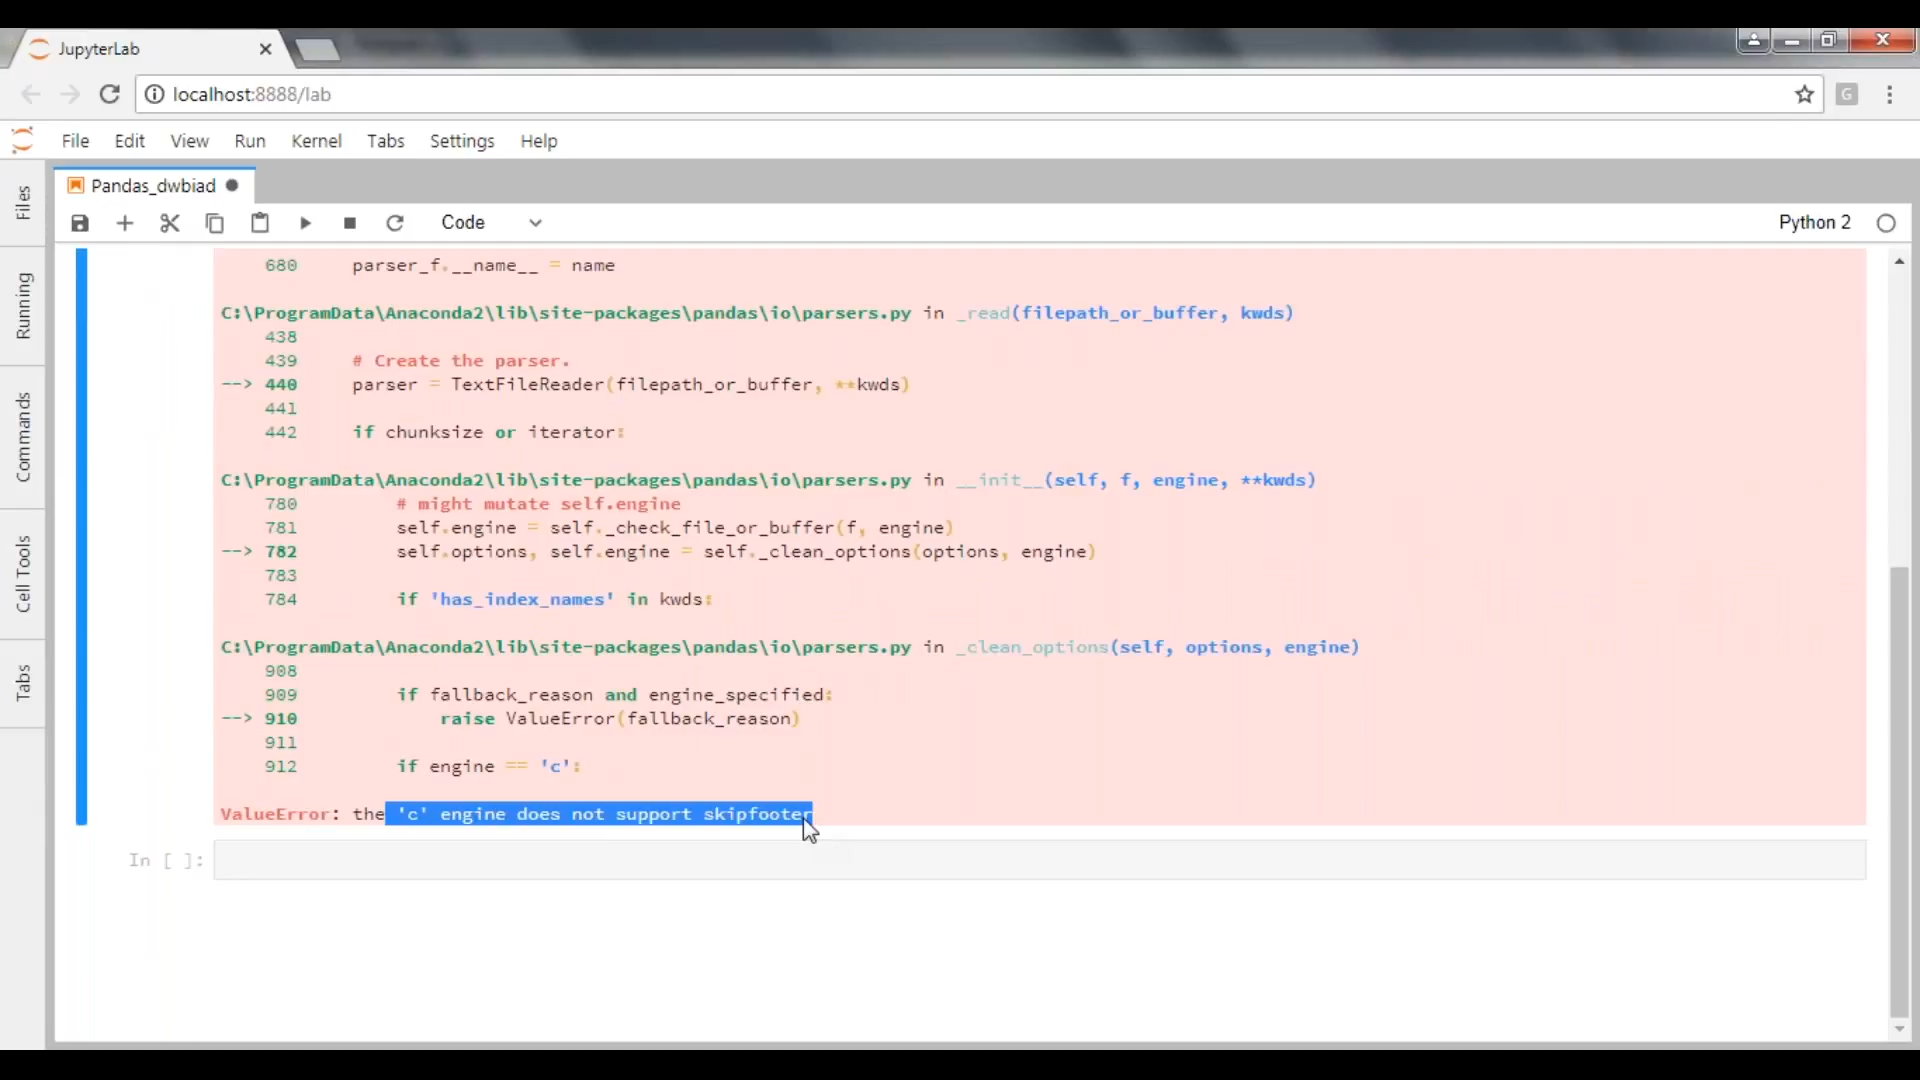 JupyterLab
localhost:8888/lab
G
File Edit View Run Kernel Tabs Settings Help
Files
Running
Commands
Cell Tools
Tabs
Pandas_dwbiad
Code
Python 2
680 parser_f.__name__ = name
C:\ProgramData\Anaconda2\lib\site-packages\pandas\io\parsers.py in _read(filepath_or_buffer, kwds)
438
439 # Create the parser.
--> 440 parser = TextFileReader(filepath_or_buffer, **kwds)
441
442 if chunksize or iterator:
C:\ProgramData\Anaconda2\lib\site-packages\pandas\io\parsers.py in __init__(self, f, engine, **kwds)
780 # might mutate self.engine
781 self.engine = self._check_file_or_buffer(f, engine)
--> 782 self.options, self.engine = self._clean_options(options, engine)
783
784 if 'has_index_names' in kwds:
C:\ProgramData\Anaconda2\lib\site-packages\pandas\io\parsers.py in _clean_options(self, options, engine)
908
909 if fallback_reason and engine_specified:
--> 910 raise ValueError(fallback_reason)
911
912 if engine == 'c':
ValueError: the 'c' engine does not support skipfooter
In [ ]: